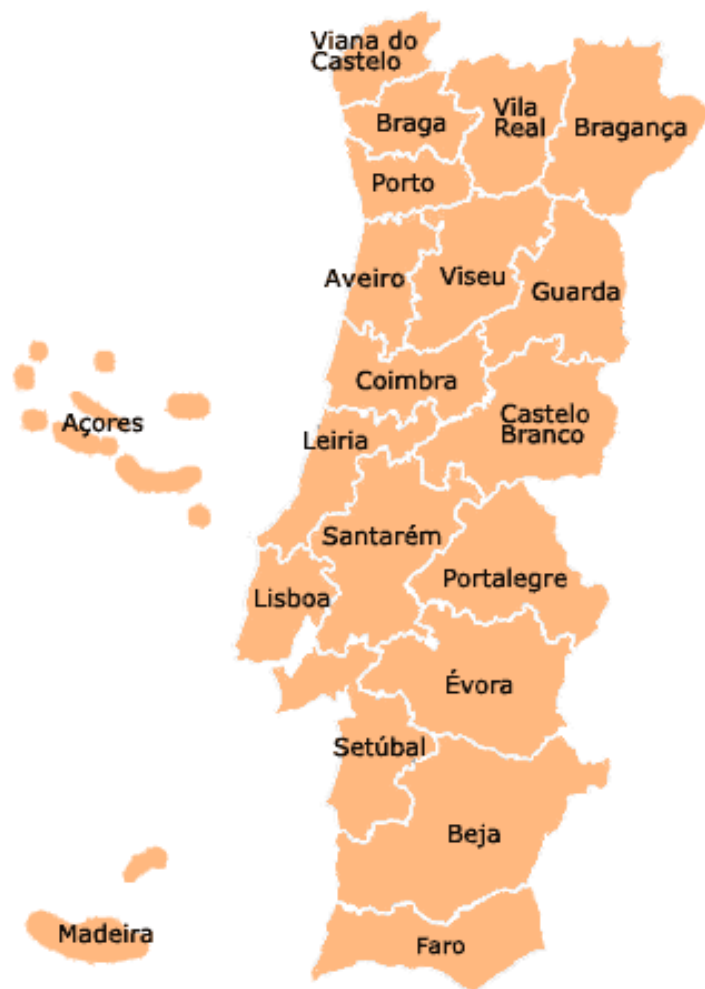 Viana do
Castelo
Braga
Vila
Real
Bragança
Porto
Aveiro
Viseu
Guarda
Coimbra
Açores
Leiria
Castelo
Branco
Santarém
Portalegre
Lisboa
Évora
Setúbal
Beja
Madeira
Faro